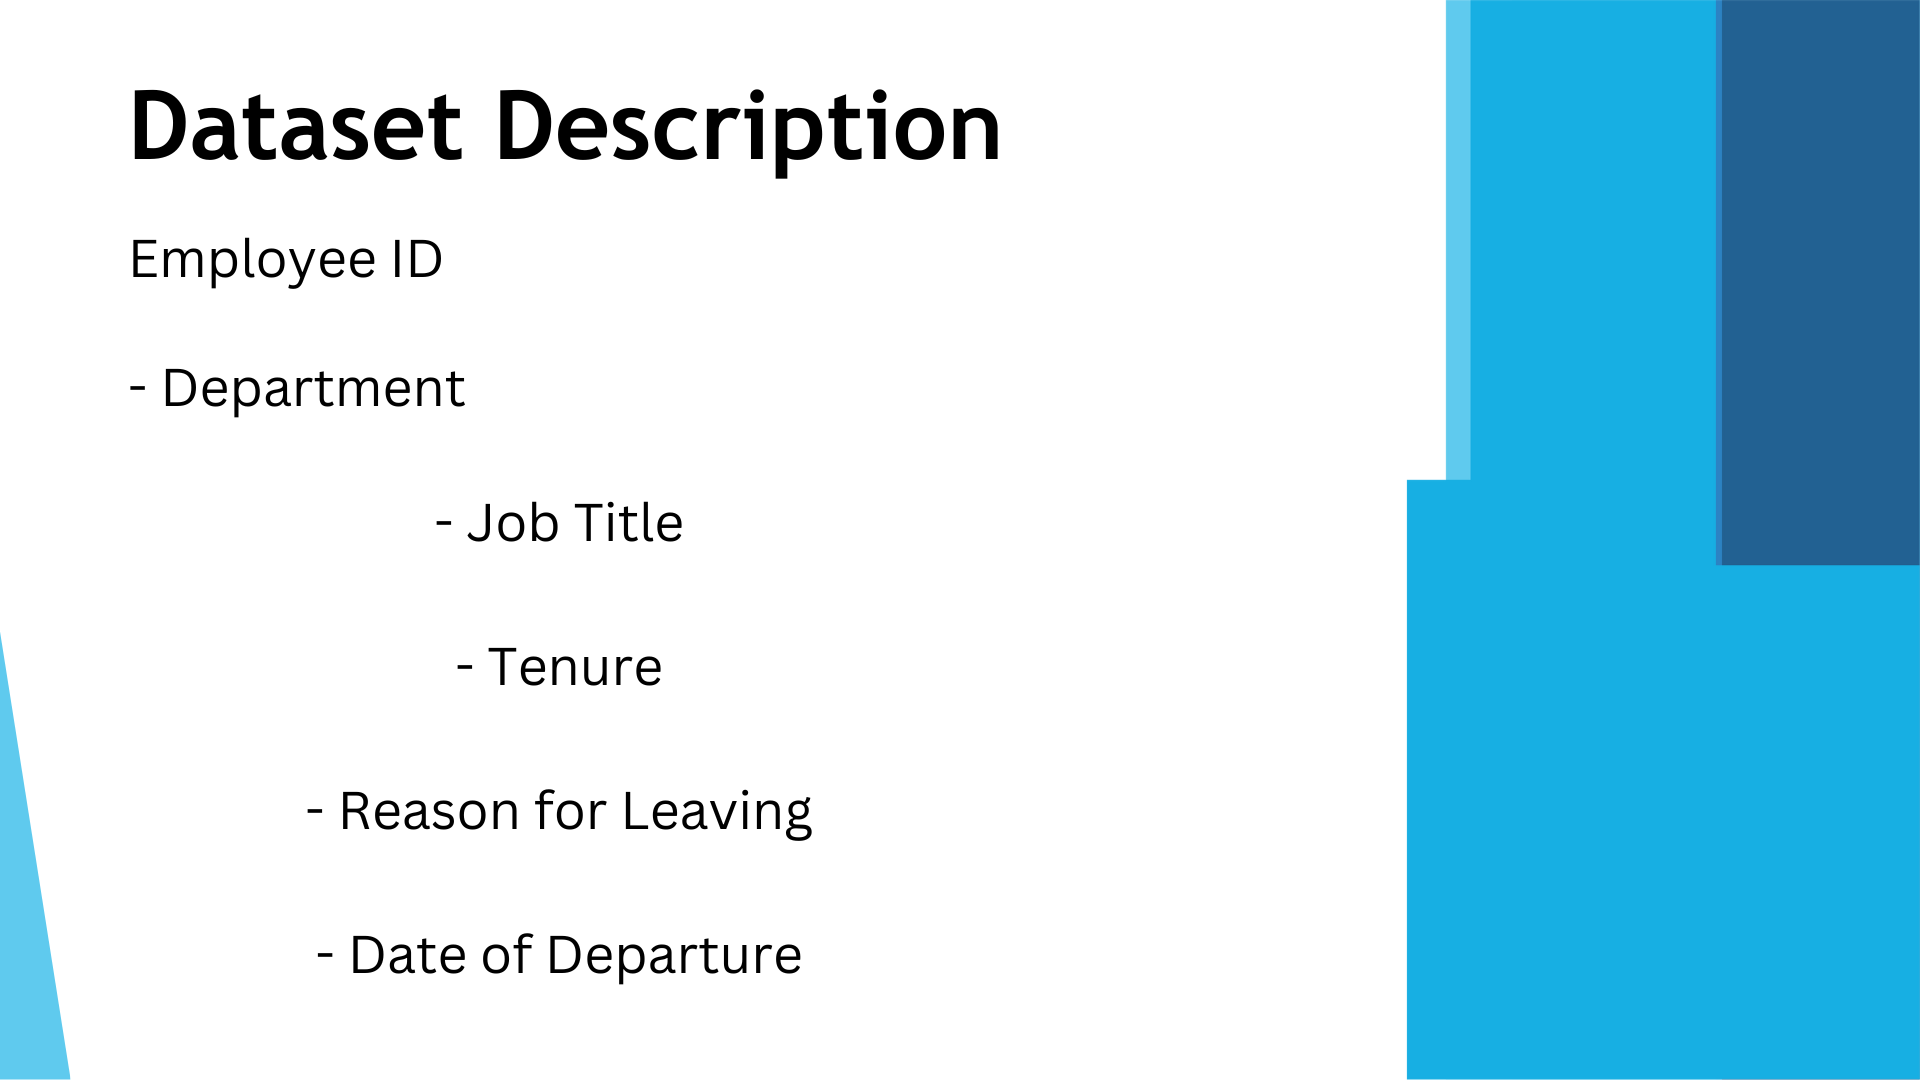 Dataset Description
Employee ID
- Department
- Job Title
- Tenure
- Reason for Leaving
- Date of Departure